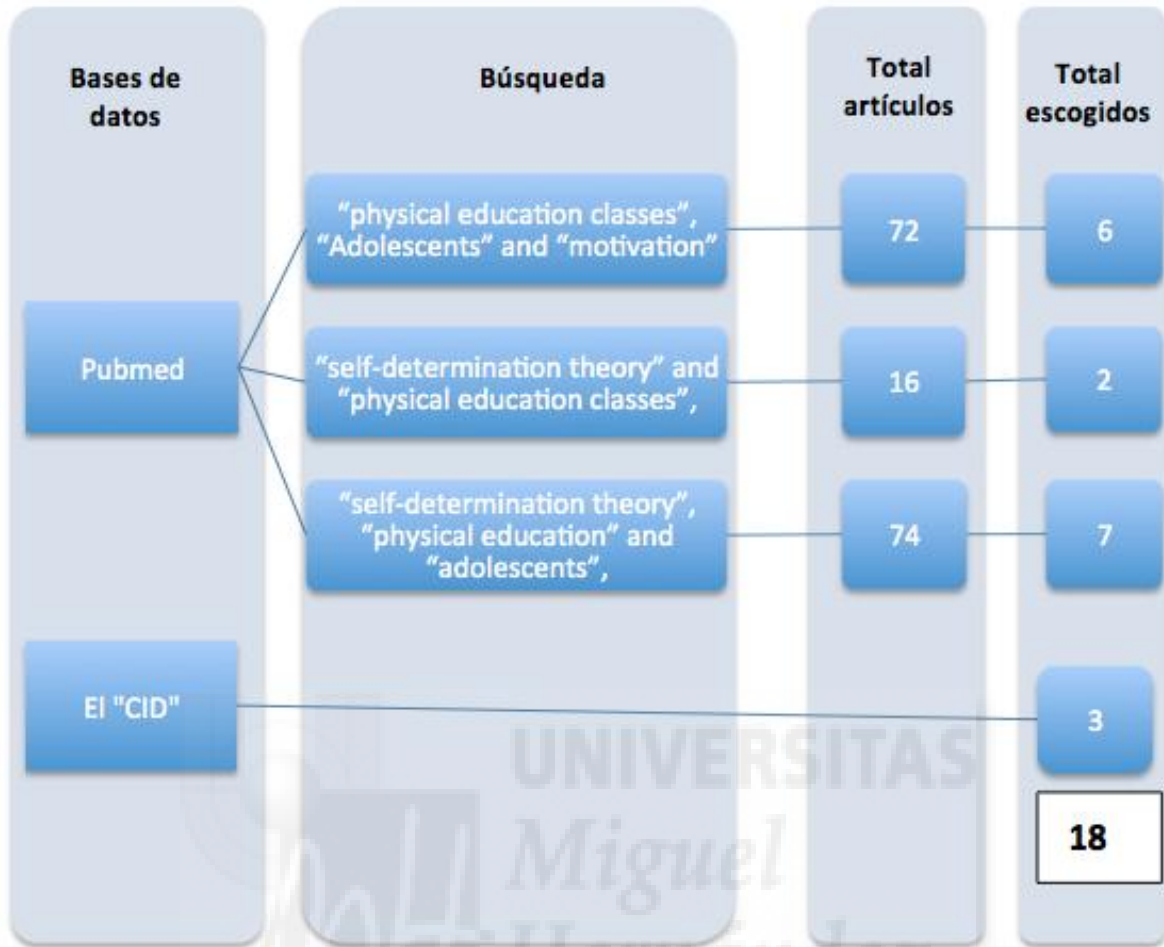 Bases de
datos
Búsqueda
Total
artículos
Total
escogidos
Pubmed
“physical education classes”,
“Adolescents” and “motivation”
72
6
“self-determination theory” and
“physical education classes”,
16
2
“self-determination theory”,
“physical education” and
“adolescents”,
74
7
El "CID"
3
18
UNIVERSITAS
Miguel
Hernández